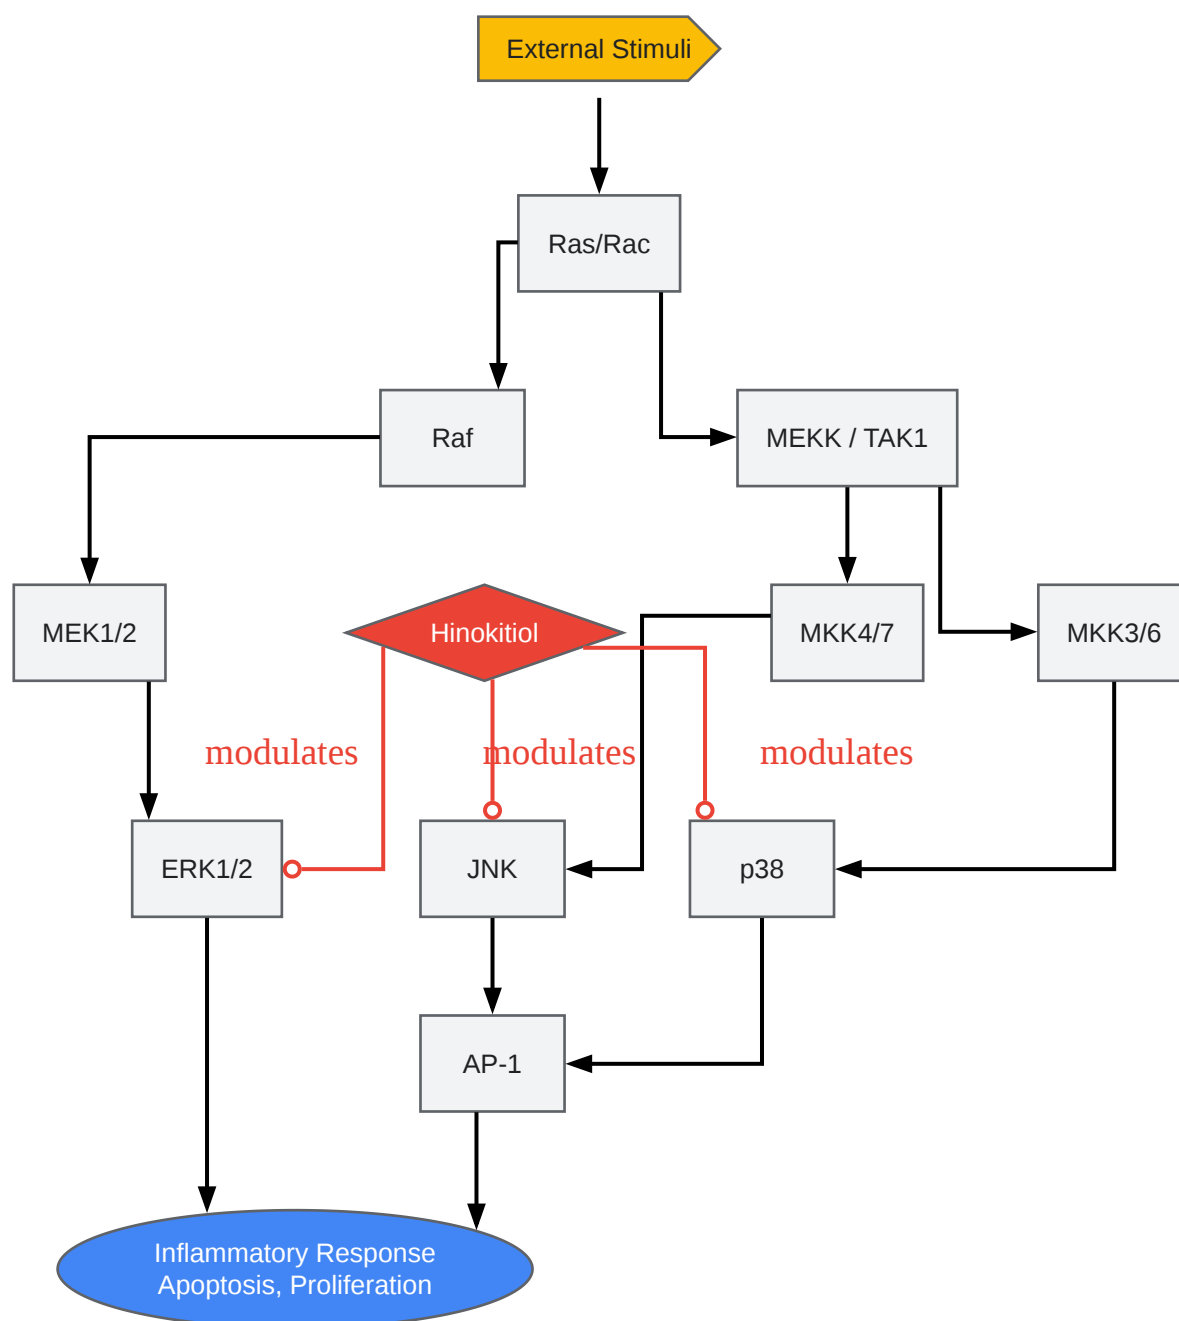 External Stimuli
Ras/Rac
Raf
MEKK / TAK1
MEK1/2
Hinokitiol
MKK4/7
MKK3/6
modulates
modulates
modulates
ERK1/2
JNK
p38
AP-1
Inflammatory Response
Apoptosis, Proliferation